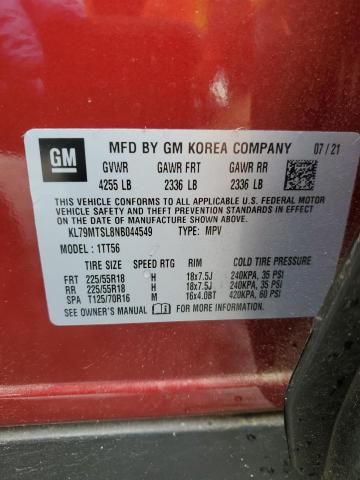 GM
MFD BY GM KOREA COMPANY 07/21
GVWR GAWR FRT GAWR RR
4255 LB 2336 LB 2336 LB
THIS VEHICLE CONFORMS TO ALL APPLICABLE U.S. FEDERAL MOTOR
VEHICLE SAFETY, BUMPER, AND THEFT PREVENTION STANDARDS IN
EFFECT ON THE DATE OF MANUFACTURE SHOWN ABOVE.
KL79MTSL8NB044549 TYPE: MPV
MODEL : 1TT56
TIRE SIZE SPEED RTG RIM COLD TIRE PRESSURE
FRT 225/55R18 H 18x7.5J 240KPA, 35 PSI
RR 225/55R18 H 18x7.5J 240KPA, 35 PSI
SPA T125/70R16 M 16x4.0BT 420KPA, 60 PSI
SEE OWNER'S MANUAL FOR MORE INFORMATION.